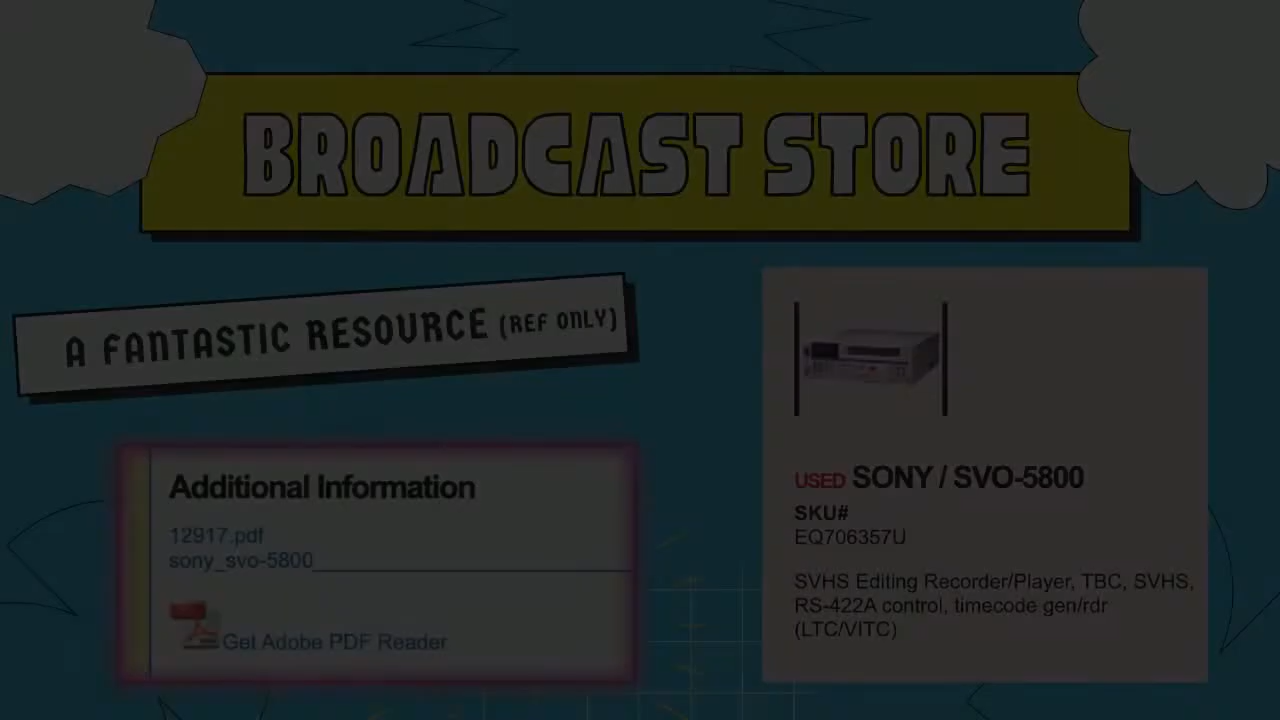 BROADCAST STORE
A FANTASTIC RESOURCE (REF ONLY)
Additional Information
12917.pdf
sony_svo-5800
Get Adobe PDF Reader
USED SONY / SVO-5800
SKU#
EQ706357U
SVHS Editing Recorder/Player, TBC, SVHS,
RS-422A control, timecode gen/rdr
(LTC/VITC)